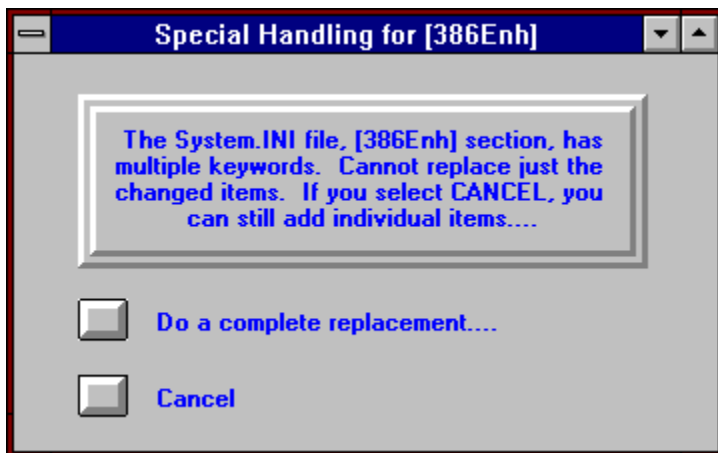 Special Handling for [386Enh]
The System.INI file, [386Enh] section, has
multiple keywords.  Cannot replace just the
changed items.  If you select CANCEL, you
can still add individual items....
Do a complete replacement....
Cancel